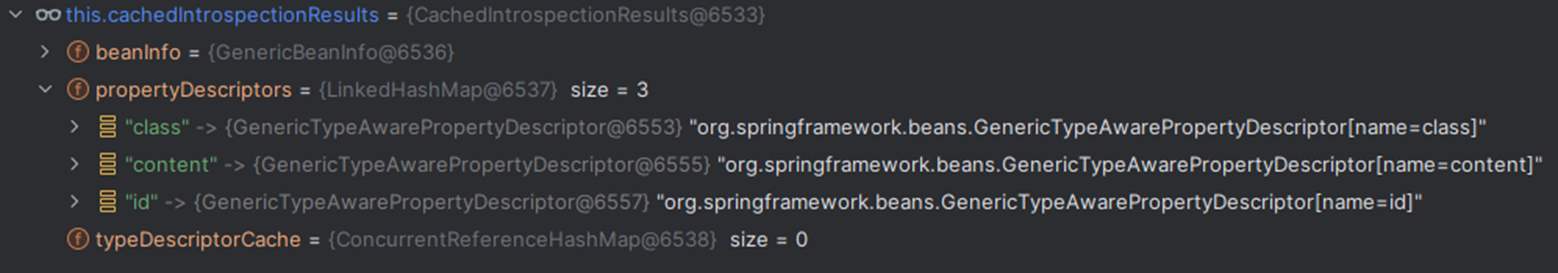 this.cachedIntrospectionResults = {CachedIntrospectionResults@6533}
f beanInfo = {GenericBeanInfo@6536}
f propertyDescriptors = {LinkedHashMap@6537} size = 3
"class" -> {GenericTypeAwarePropertyDescriptor@6553} "org.springframework.beans.GenericTypeAwarePropertyDescriptor[name=class]"
"content" -> {GenericTypeAwarePropertyDescriptor@6555} "org.springframework.beans.GenericTypeAwarePropertyDescriptor[name=content]"
"id" -> {GenericTypeAwarePropertyDescriptor@6557} "org.springframework.beans.GenericTypeAwarePropertyDescriptor[name=id]"
f typeDescriptorCache = {ConcurrentReferenceHashMap@6538} size = 0